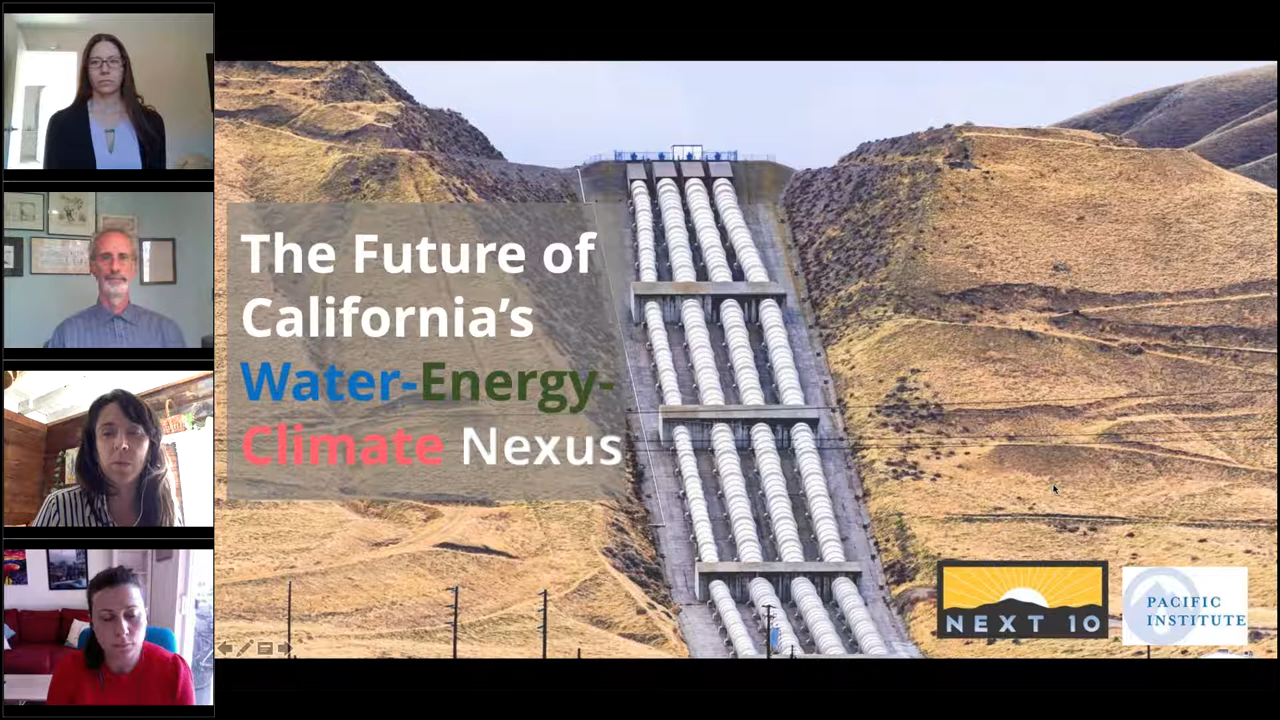 The Future of
California’s
Water-Energy-
Climate Nexus
NEXT 10
PACIFIC
INSTITUTE